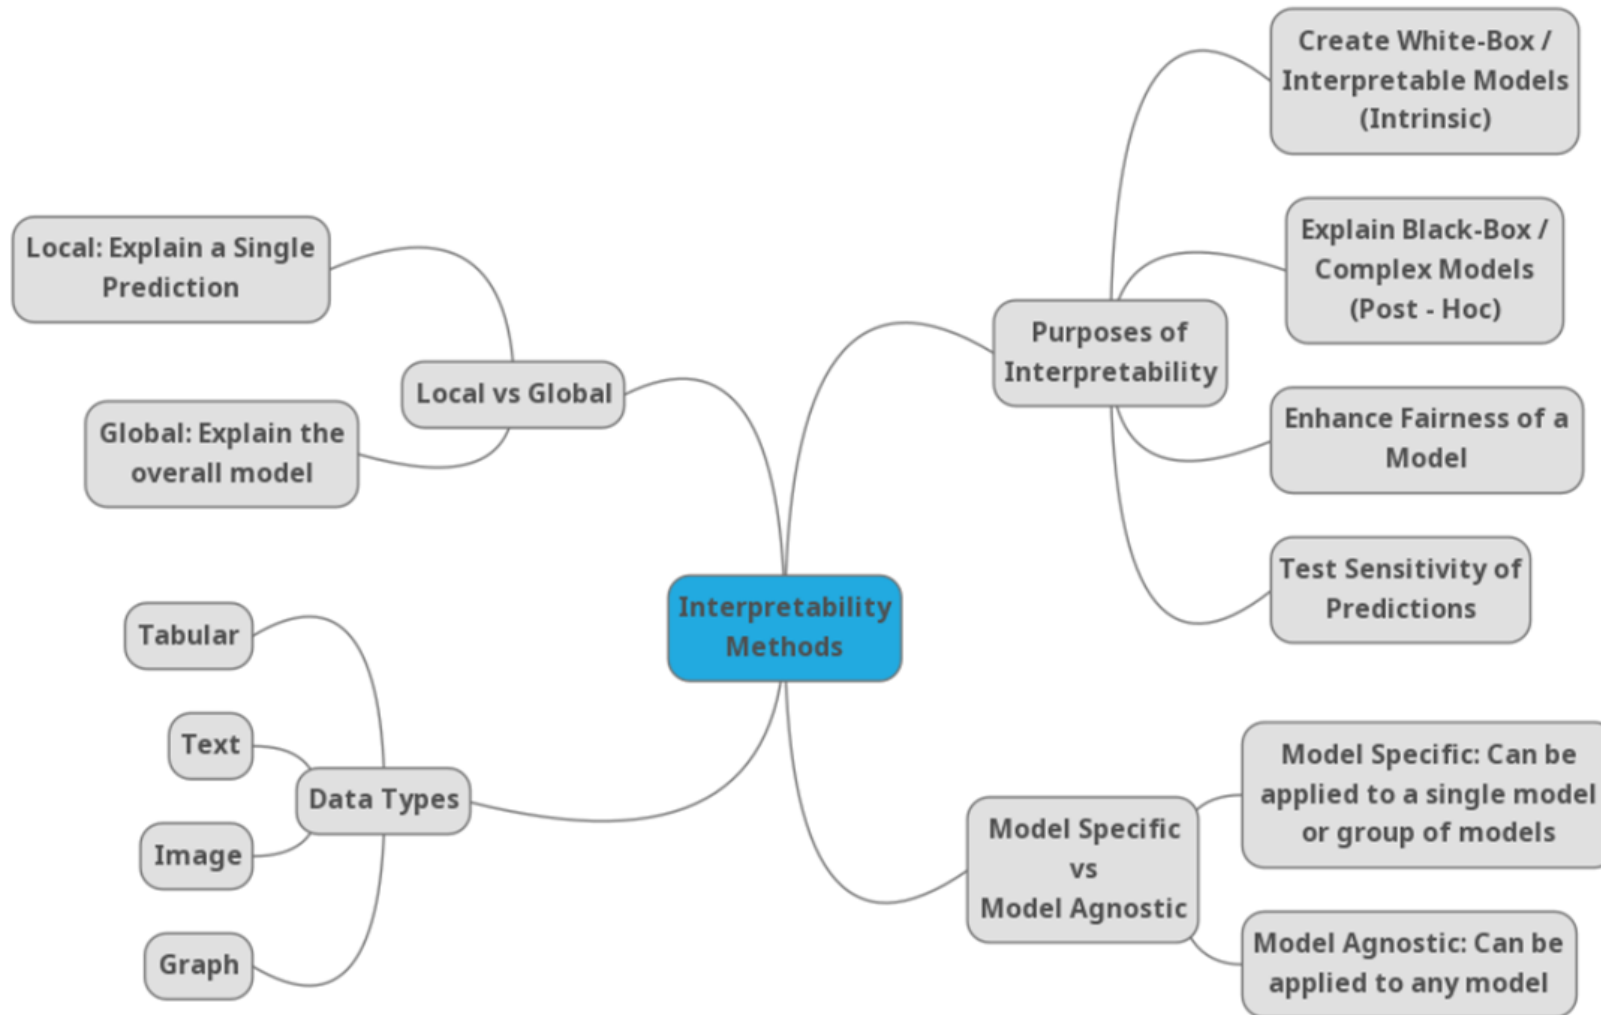 Create White-Box /
Interpretable Models
(Intrinsic)
Explain Black-Box /
Complex Models
(Post - Hoc)
Purposes of
Interpretability
Enhance Fairness of a
Model
Test Sensitivity of
Predictions
Local: Explain a Single
Prediction
Local vs Global
Global: Explain the
overall model
Interpretability
Methods
Tabular
Text
Data Types
Image
Graph
Model Specific
vs
Model Agnostic
Model Specific: Can be
applied to a single model
or group of models
Model Agnostic: Can be
applied to any model